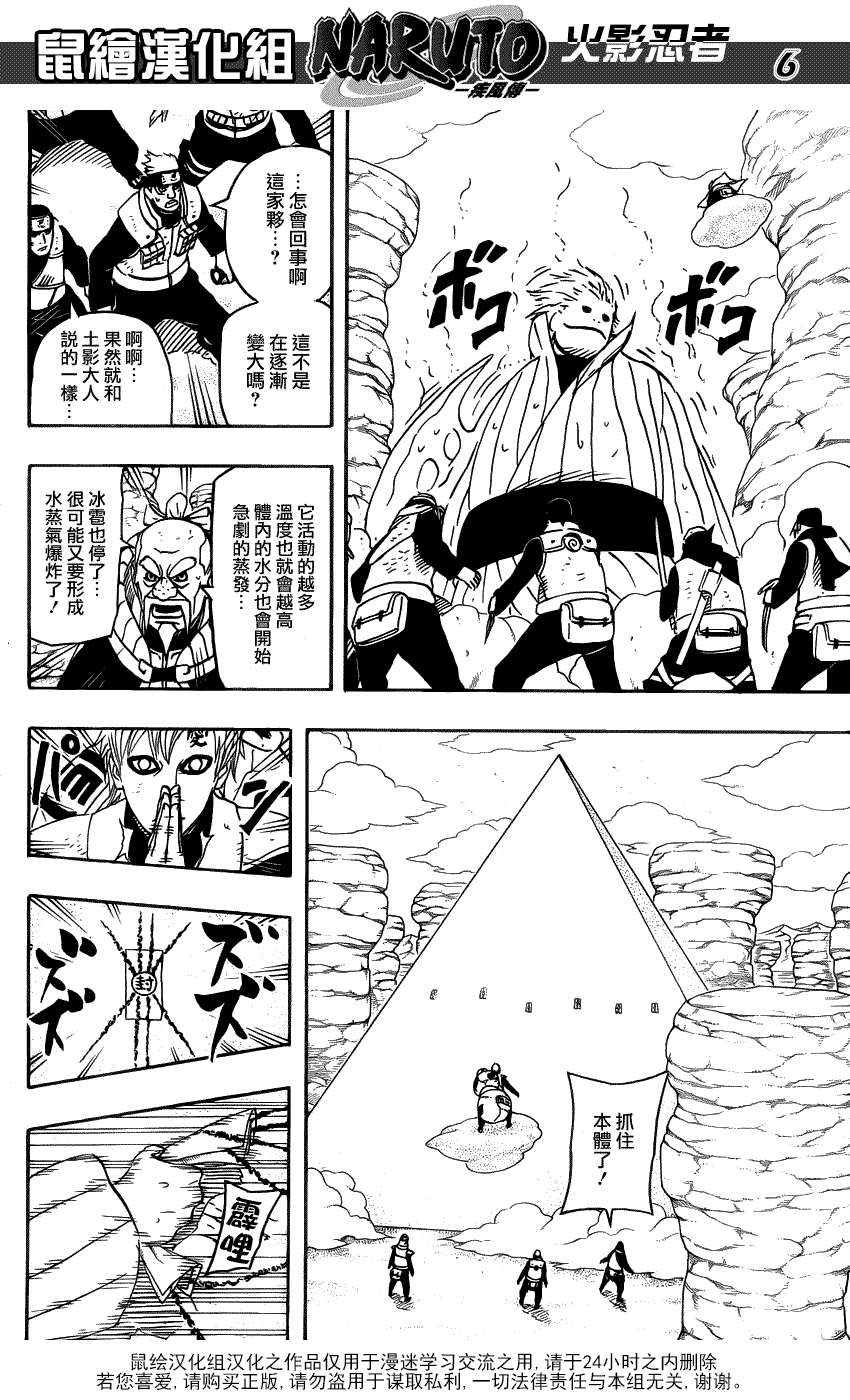 鼠繪漢化組
NARUTO
疾風傳
火影忍者
6
ボコ
ボコ
…怎會回事啊
這家夥…?
這不是
在逐漸
變大嗎?
啊啊…
果然就和
土影大人
説的一樣…
它活動的越多
溫度也就會越高
體內的水分也會開始
急劇的蒸發…
冰雹也停了…
很可能又要形成
水蒸氣爆炸了!
抓住
本體了!
パン
ズズ
ズズ
封
霹哩
鼠绘汉化组汉化之作品仅用于漫迷学习交流之用, 请于24小时之内删除
若您喜爱, 请购买正版, 请勿盗用于谋取私利, 一切法律责任与本组无关, 谢谢。